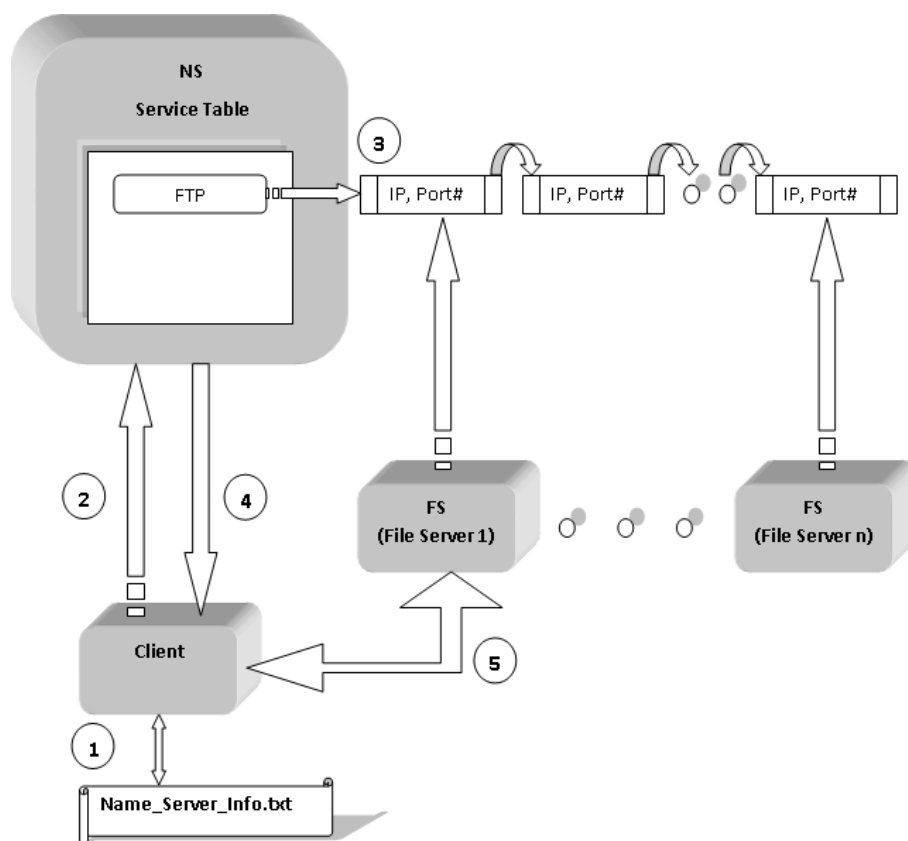 NS
Service Table
3
FTP
IP, Port#
IP, Port#
IP, Port#
2
4
FS
(File Server 1)
FS
(File Server n)
Client
5
1
Name_Server_Info.txt